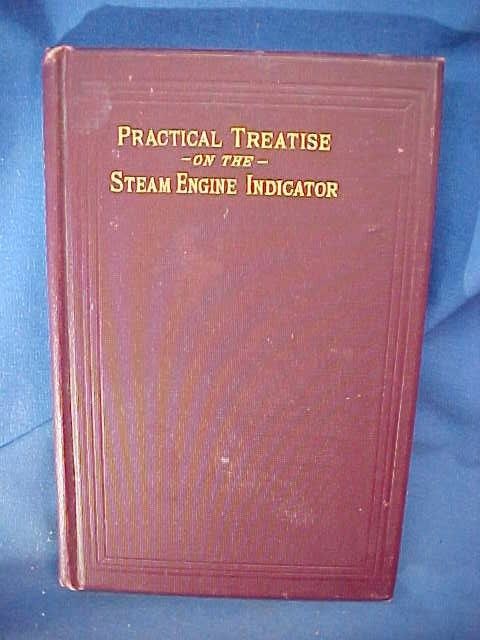 PRACTICAL TREATISE
– ON THE –
STEAM ENGINE INDICATOR